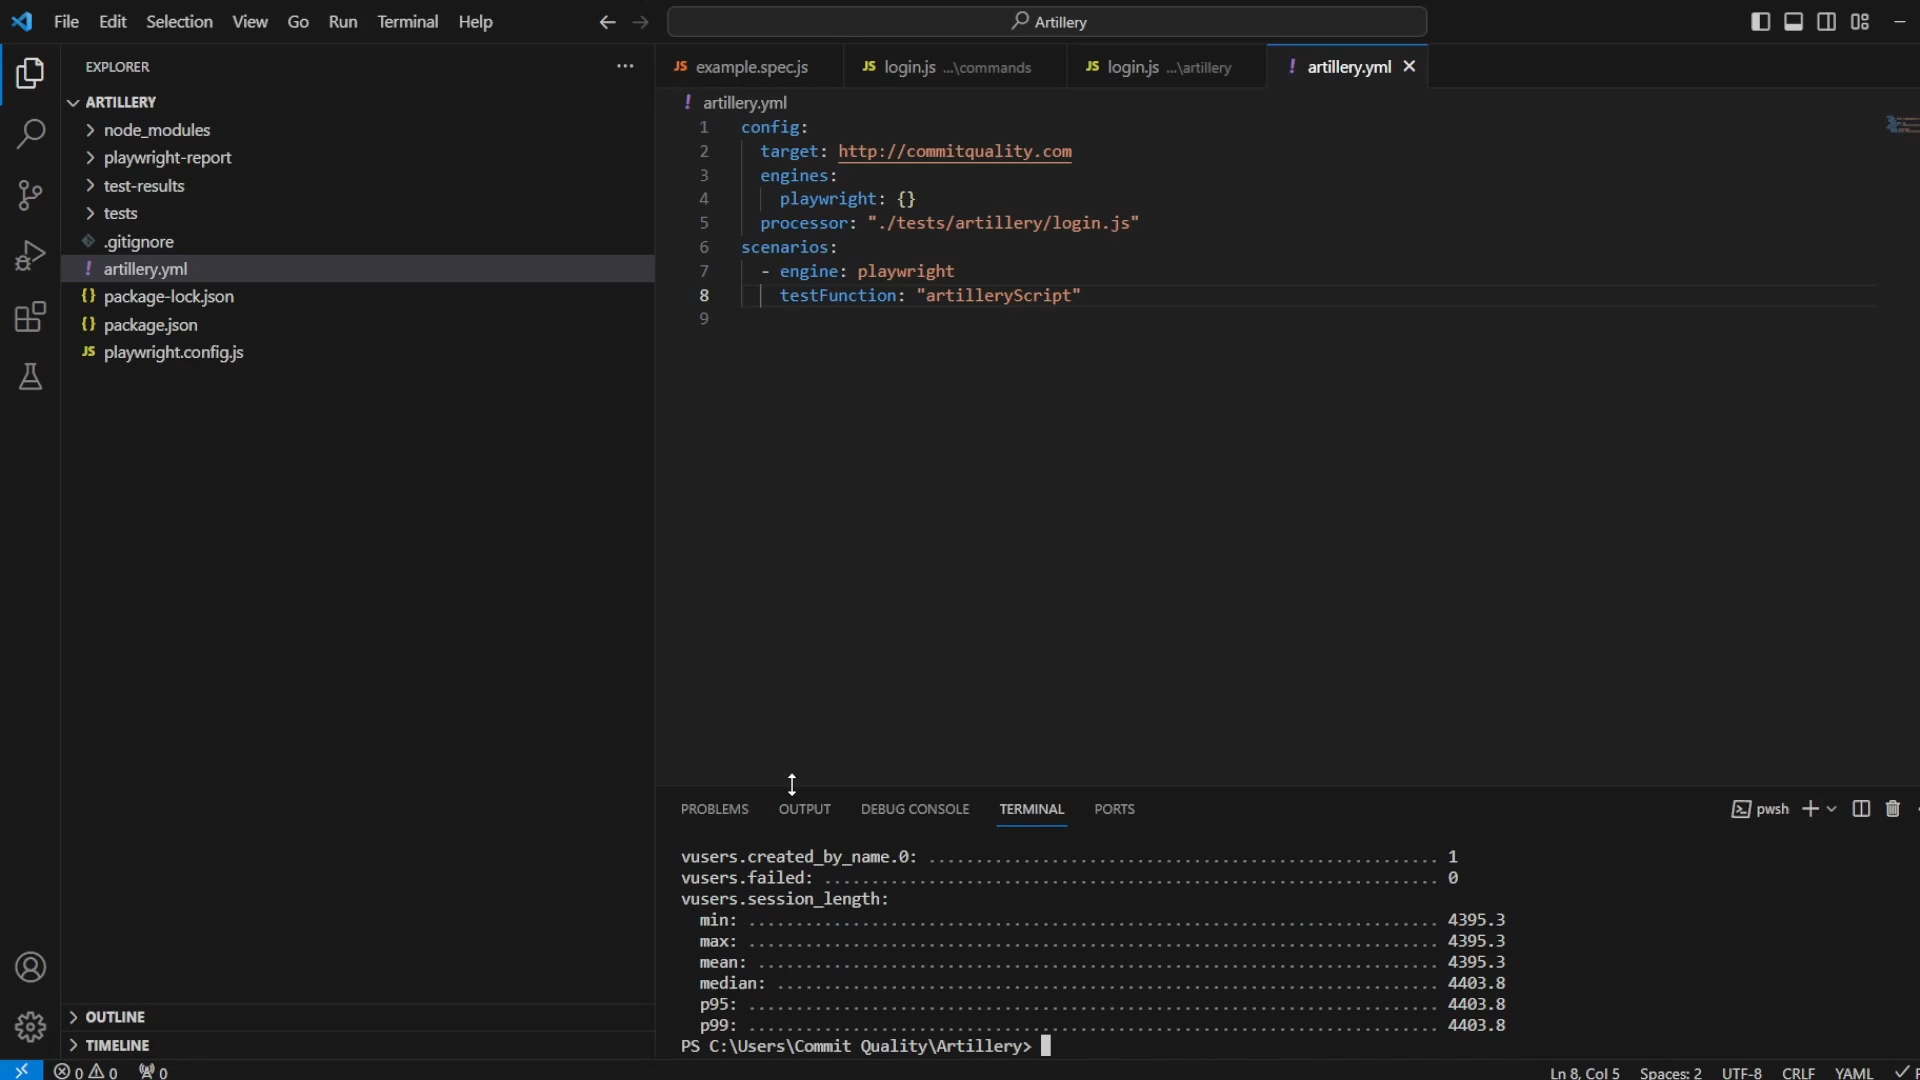 File Edit Selection View Go Run Terminal Help
Artillery
EXPLORER
example.spec.js
login.js ...\commands
login.js ...\artillery
! artillery.yml
ARTILLERY
node_modules
playwright-report
test-results
tests
.gitignore
! artillery.yml
{} package-lock.json
{} package.json
JS playwright.config.js
! artillery.yml
1 config:
2 target: http://commitquality.com
3 engines:
4 playwright: {}
5 processor: "./tests/artillery/login.js"
6 scenarios:
7 - engine: playwright
8 testFunction: "artilleryScript"
9
PROBLEMS OUTPUT DEBUG CONSOLE TERMINAL PORTS
pwsh
vusers.created_by_name.0: ...................................................... 1
vusers.failed: ................................................................. 0
vusers.session_length:
min: ......................................................................... 4395.3
max: ......................................................................... 4395.3
mean: ........................................................................ 4395.3
median: ...................................................................... 4403.8
p95: ......................................................................... 4403.8
p99: ......................................................................... 4403.8
PS C:\Users\Commit Quality\Artillery>
OUTLINE
TIMELINE
0 0 0
Ln 8, Col 5 Spaces: 2 UTF-8 CRLF YAML